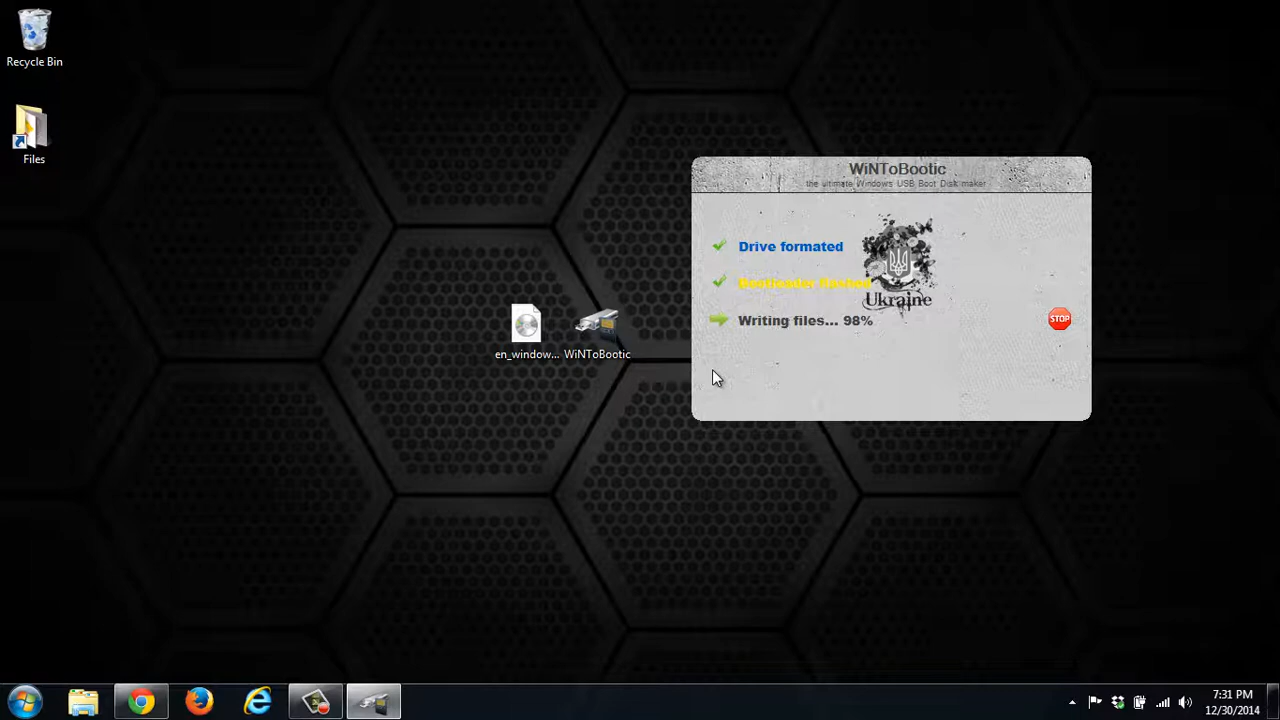 Recycle Bin
Files
en_window...
WiNToBootic
WiNToBootic
the ultimate Windows USB Boot Disk maker
Drive formated
Bootloader flashed
Ukraine
Writing files... 98%
STOP
7:31 PM
12/30/2014